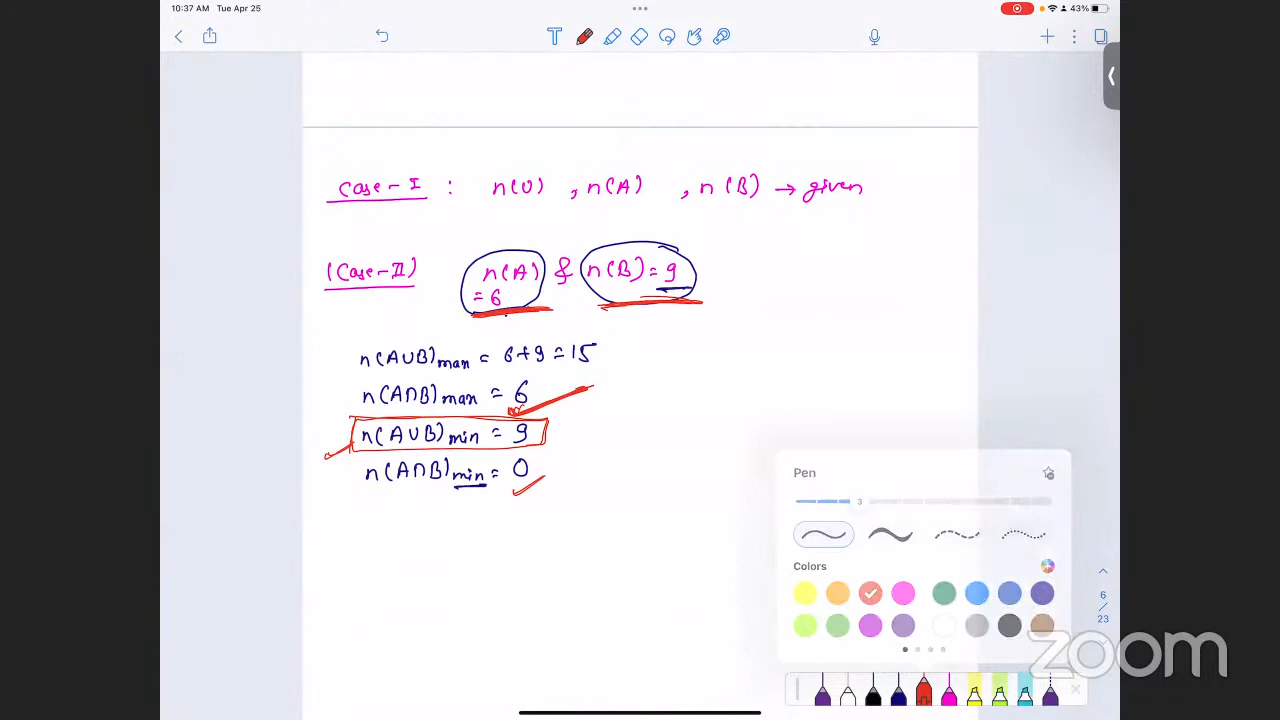 10:37 AM Tue Apr 25
43%
Case-I : n(U) , n(A) , n(B) → given
(Case-II) n(A) & n(B) = 9
= 6
n(A∪B)max = 6+9 = 15
n(A∩B)max = 6
n(A∪B)min = 9
n(A∩B)min = 0
Pen
3
Colors
6
/
23
zoom